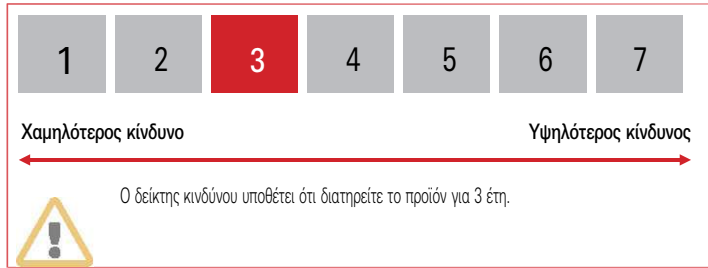 1 2 3 4 5 6 7
Χαμηλότερος κίνδυνο Υψηλότερος κίνδυνος
Ο δείκτης κινδύνου υποθέτει ότι διατηρείτε το προϊόν για 3 έτη.
!